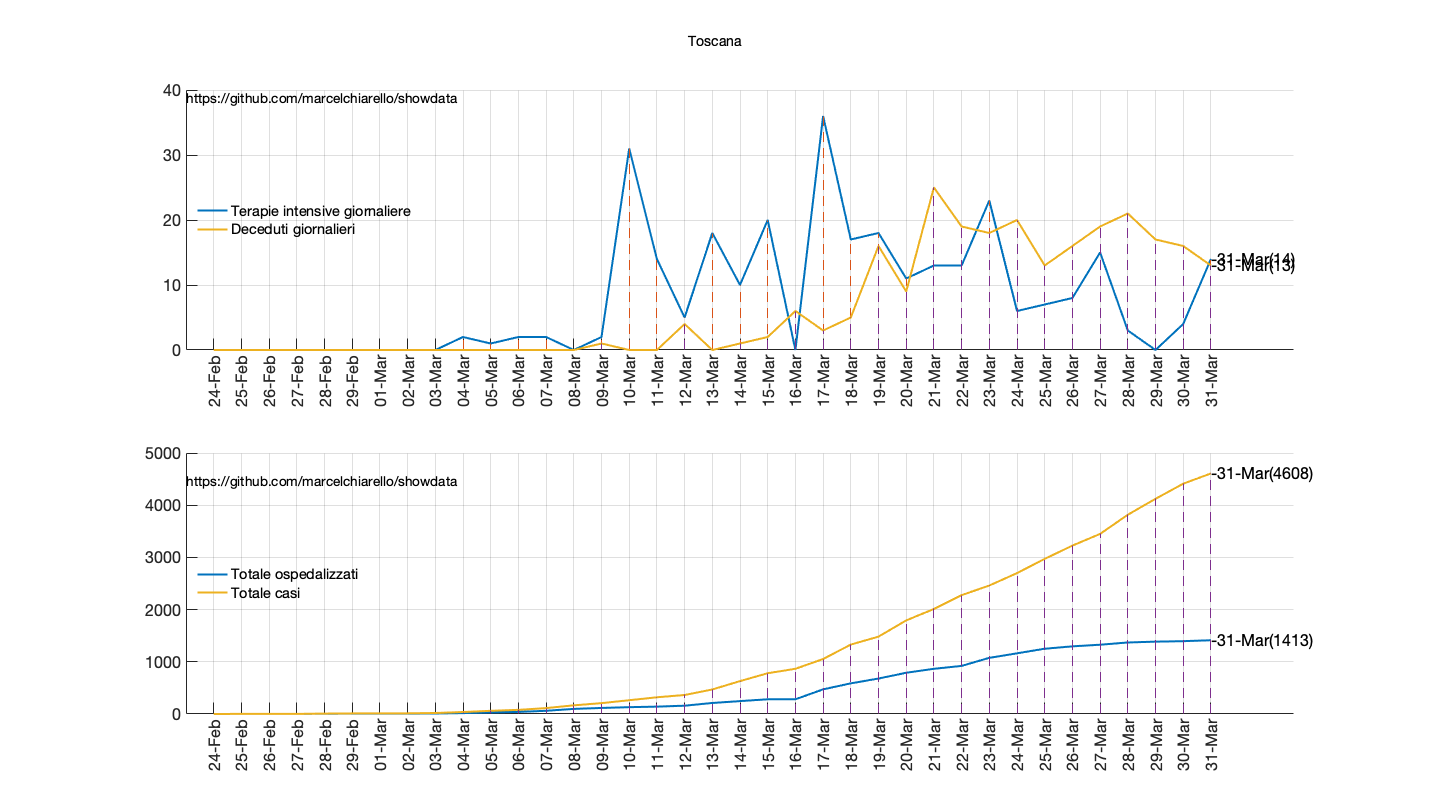 Toscana
40
https://github.com/marcelchiarello/showdata
30
Terapie intensive giornaliere
20
Deceduti giornalieri
-31-Mar(14)
-31-Mar(13)
10
0
24-Feb
25-Feb
26-Feb
27-Feb
28-Feb
29-Feb
01-Mar
02-Mar
03-Mar
04-Mar
05-Mar
06-Mar
07-Mar
08-Mar
09-Mar
10-Mar
11-Mar
12-Mar
13-Mar
14-Mar
15-Mar
16-Mar
17-Mar
18-Mar
19-Mar
20-Mar
21-Mar
22-Mar
23-Mar
24-Mar
25-Mar
26-Mar
27-Mar
28-Mar
29-Mar
30-Mar
31-Mar
5000
-31-Mar(4608)
https://github.com/marcelchiarello/showdata
4000
3000
Totale ospedalizzati
Totale casi
2000
-31-Mar(1413)
1000
0
24-Feb
25-Feb
26-Feb
27-Feb
28-Feb
29-Feb
01-Mar
02-Mar
03-Mar
04-Mar
05-Mar
06-Mar
07-Mar
08-Mar
09-Mar
10-Mar
11-Mar
12-Mar
13-Mar
14-Mar
15-Mar
16-Mar
17-Mar
18-Mar
19-Mar
20-Mar
21-Mar
22-Mar
23-Mar
24-Mar
25-Mar
26-Mar
27-Mar
28-Mar
29-Mar
30-Mar
31-Mar